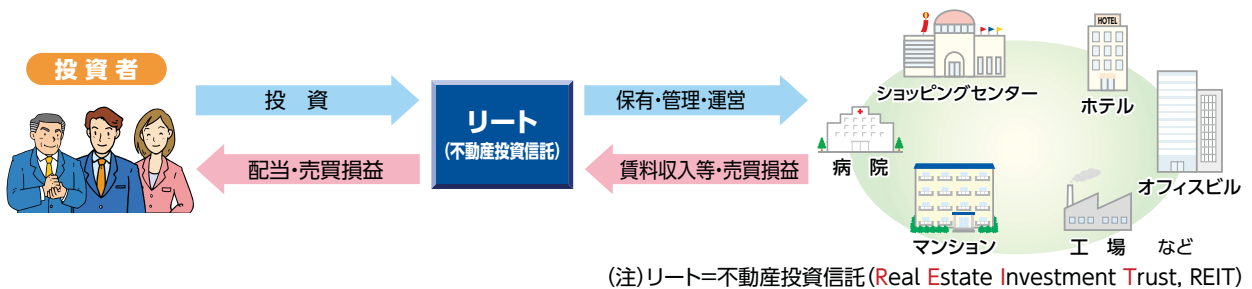 投資者
投　資
配当・売買損益
リート
(不動産投資信託)
保有・管理・運営
賃料収入等・売買損益
ショッピングセンター
HOTEL
ホテル
病　院
オフィスビル
マンション
工　場　など
(注)リート=不動産投資信託(Real Estate Investment Trust, REIT)